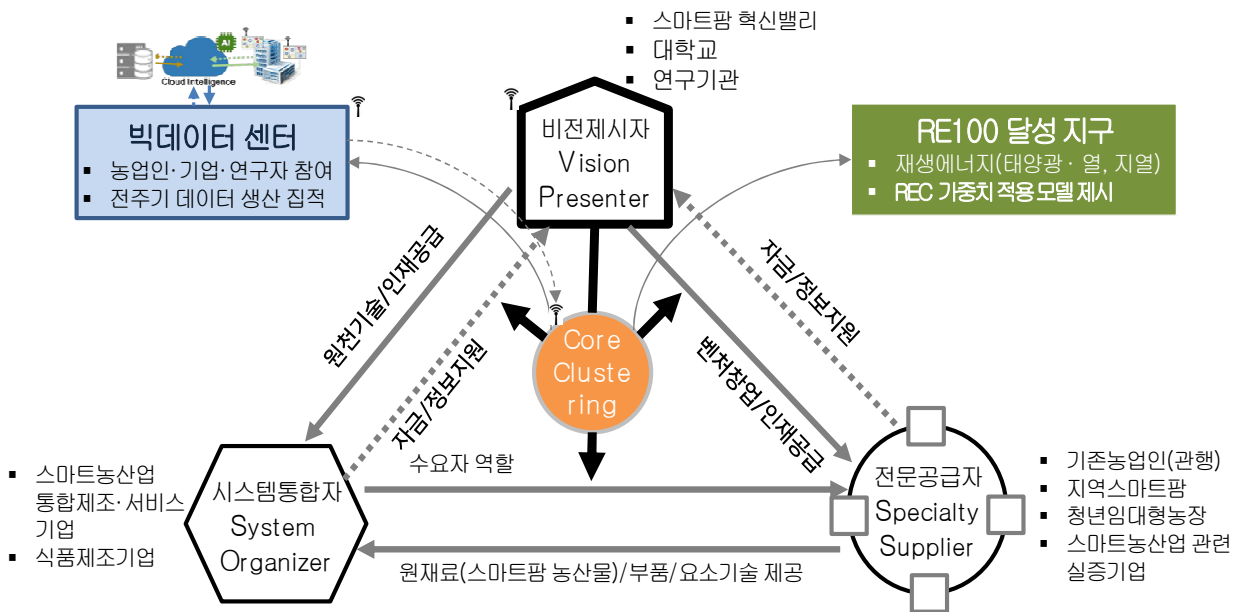 ▪ 스마트팜 혁신밸리
▪ 대학교
▪ 연구기관
AI
Cloud Intelligence
빅데이터 센터
▪ 농업인·기업·연구자 참여
▪ 전주기 데이터 생산 집적
비전제시자
Vision
Presenter
RE100 달성 지구
▪ 재생에너지(태양광 · 열, 지열)
▪ REC 가중치 적용 모델 제시
원천기술/인재공급
자금/정보지원
Core
Cluste
ring
벤처창업/인재공급
자금/정보지원
▪ 스마트농산업
통합제조·서비스
기업
▪ 식품제조기업
시스템통합자
System
Organizer
수요자 역할
원재료(스마트팜 농산물)/부품/요소기술 제공
전문공급자
Specialty
Supplier
▪ 기존농업인(관행)
▪ 지역스마트팜
▪ 청년임대형농장
▪ 스마트농산업 관련
실증기업